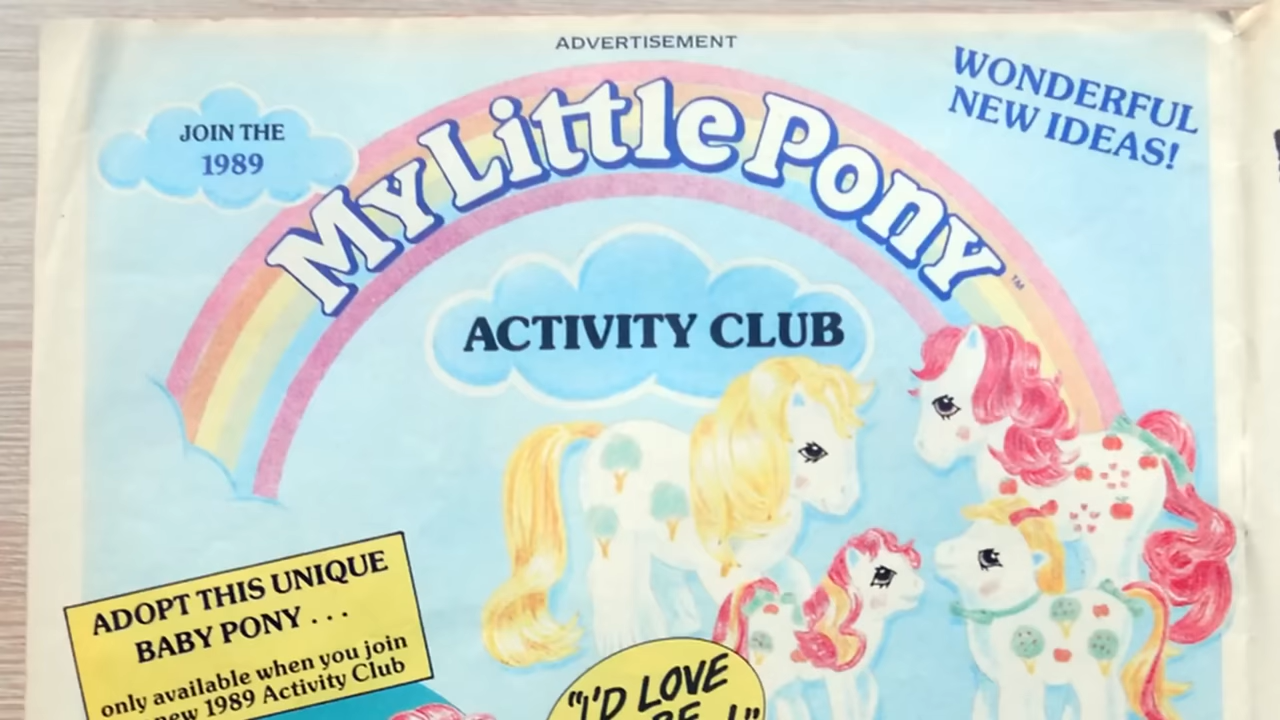 ADVERTISEMENT
WONDERFUL
NEW IDEAS!
JOIN THE
1989
My Little Pony
TM
ACTIVITY CLUB
ADOPT THIS UNIQUE
BABY PONY . . .
only available when you join
new 1989 Activity Club
"I'D LOVE